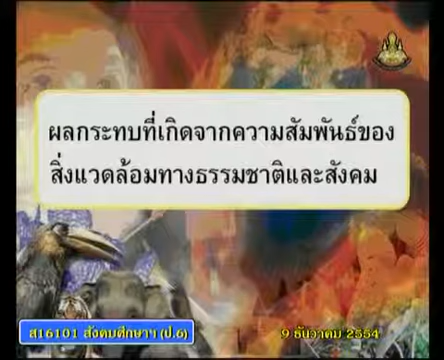 ผลกระทบที่เกิดจากความสัมพันธ์ของ
สิ่งแวดล้อมทางธรรมชาติและสังคม
ส16101 สังคมศึกษาฯ (ป.6)
9 ธันวาคม 2554